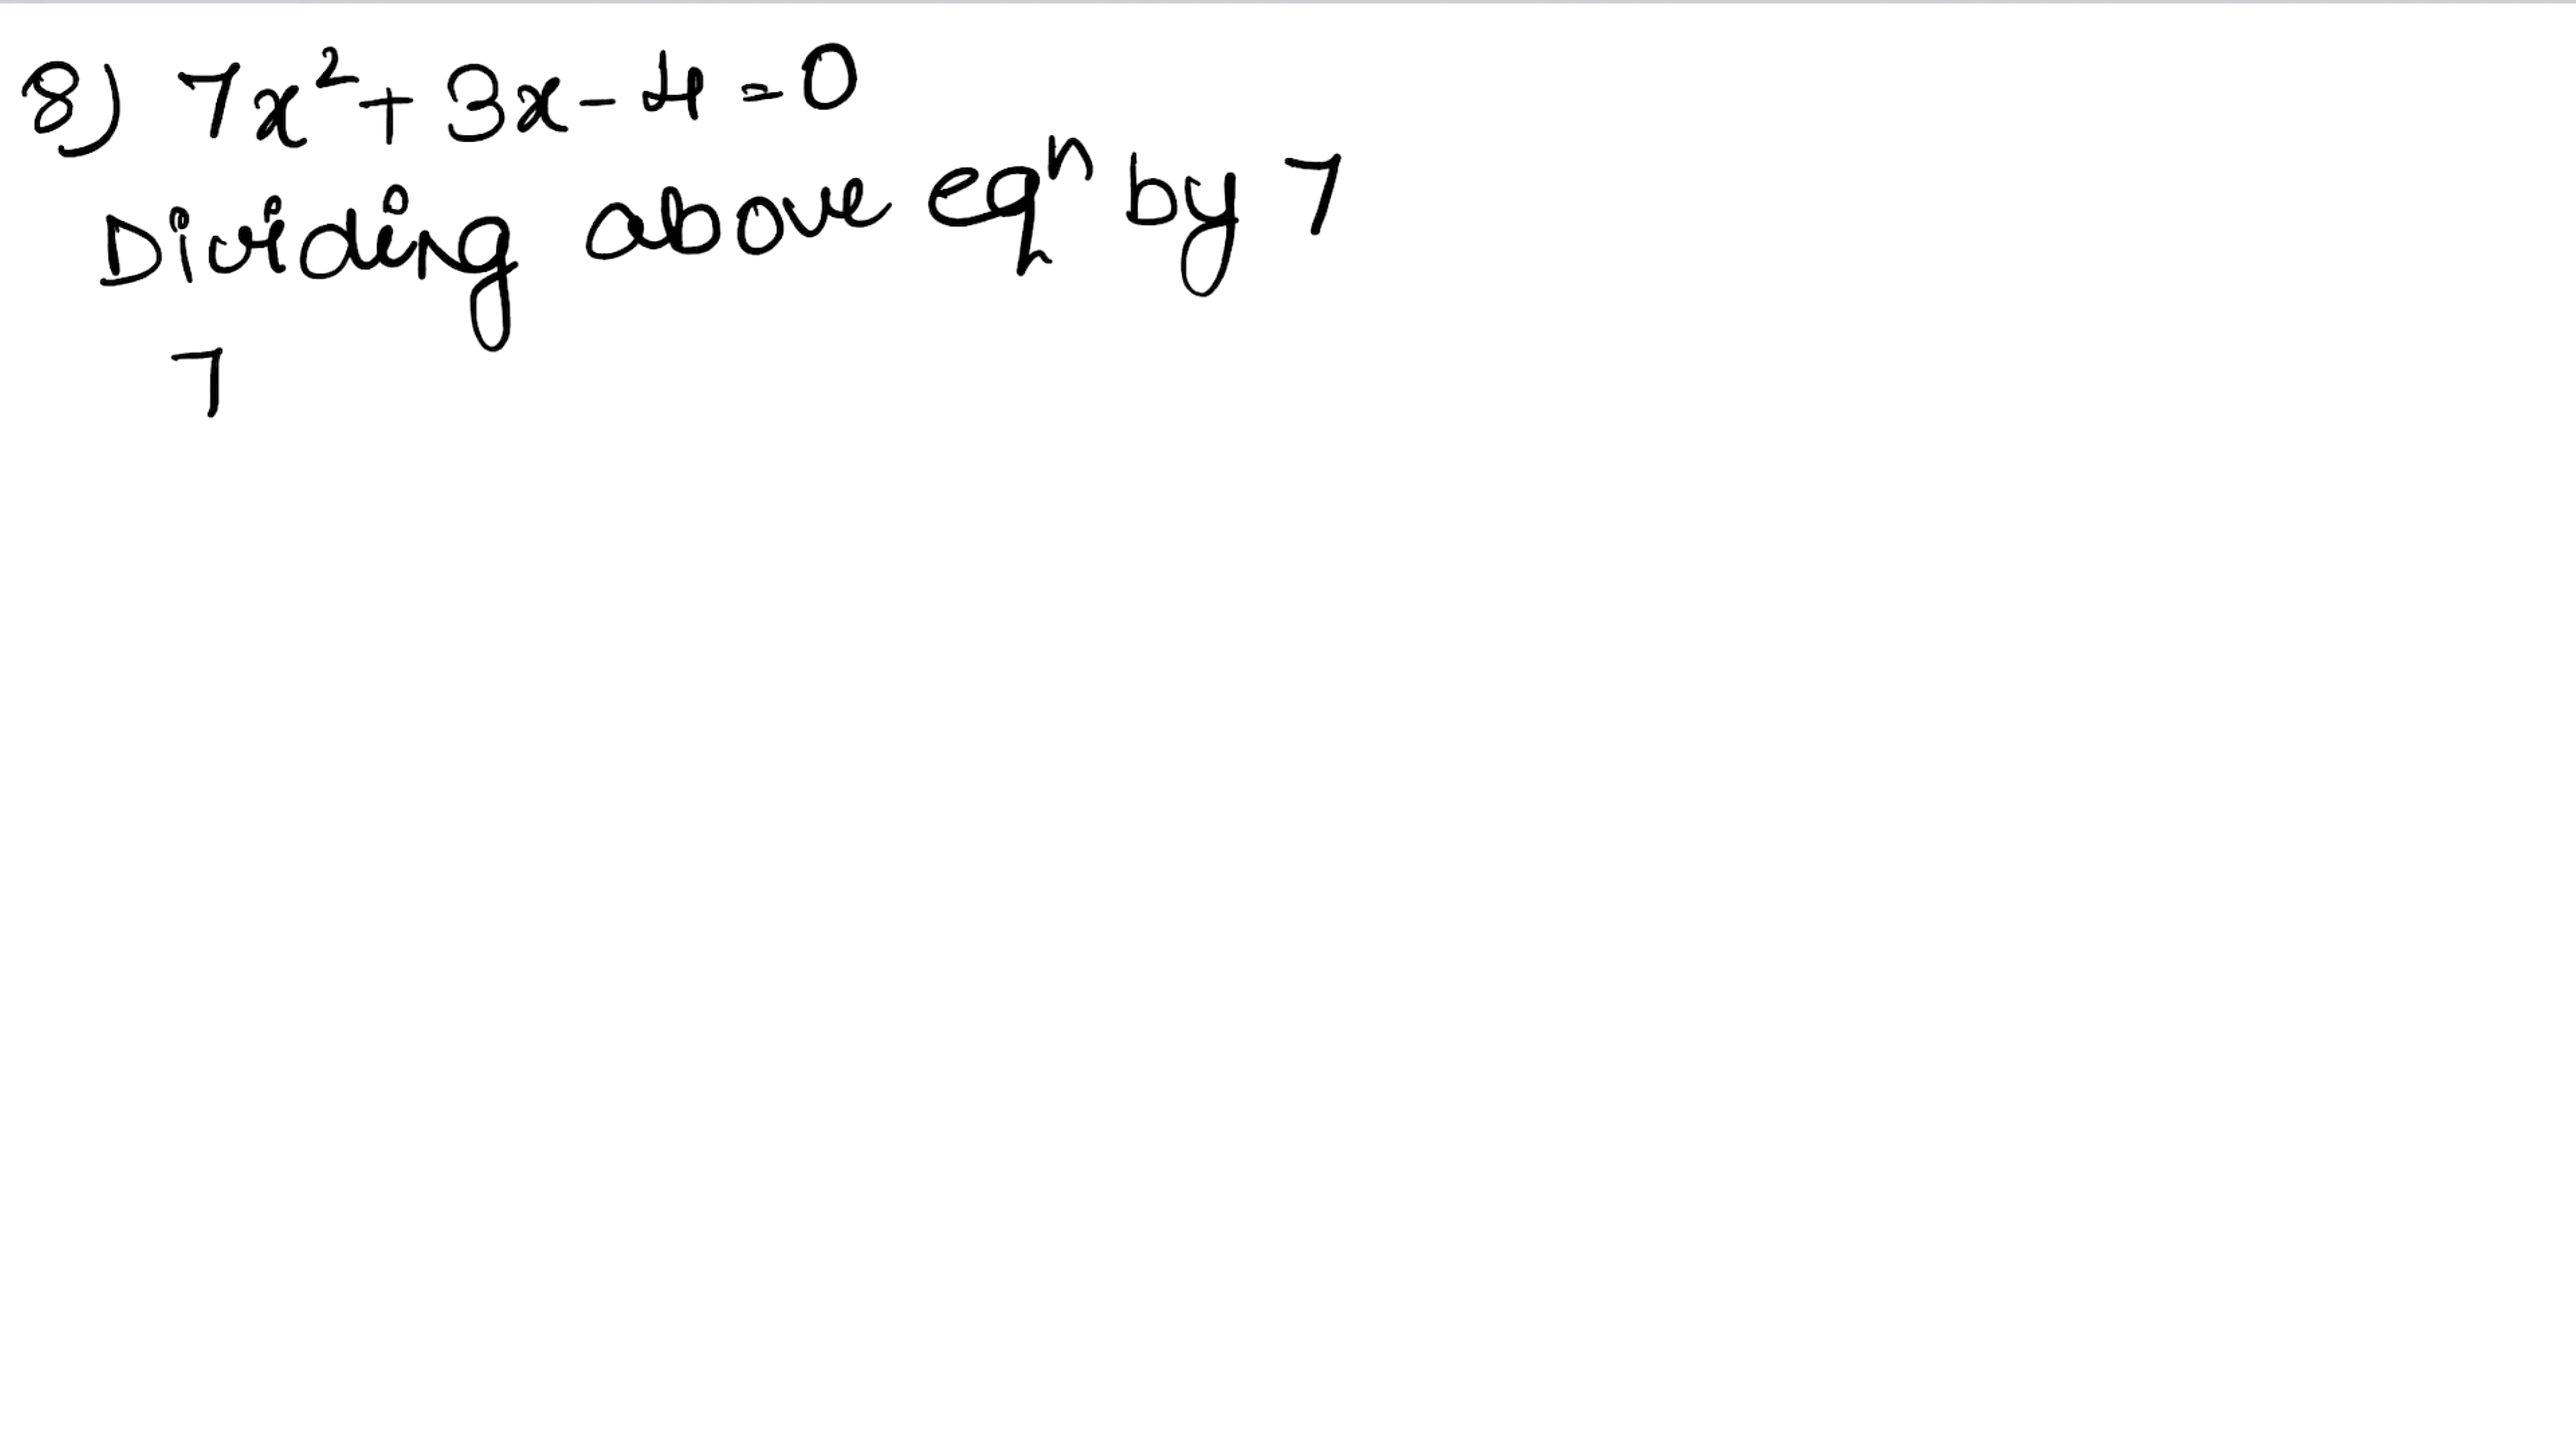 8) 7x²+ 3x - 4 = 0
Dividing above eqⁿ by 7
7